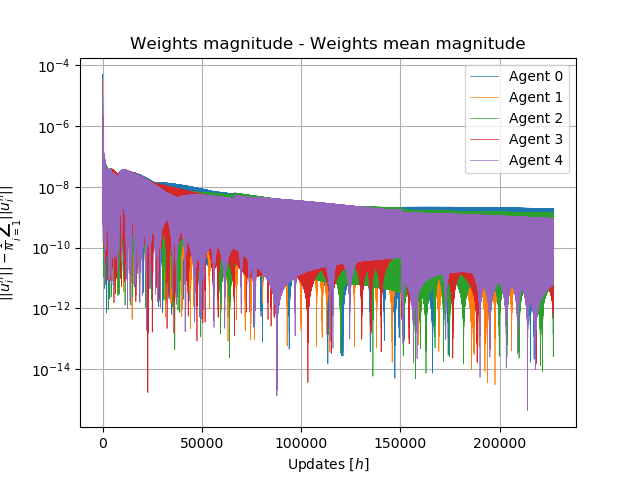 Weights magnitude - Weights mean magnitude
10⁻⁴
10⁻⁶
10⁻⁸
10⁻¹⁰
10⁻¹²
10⁻¹⁴
0
50000
100000
150000
200000
Updates [h]
Agent 0
Agent 1
Agent 2
Agent 3
Agent 4